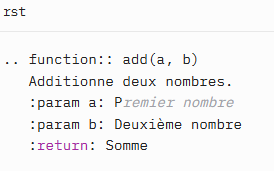 rst
.. function:: add(a, b)
Additionne deux nombres.
:param a: Premier nombre
:param b: Deuxième nombre
:return: Somme